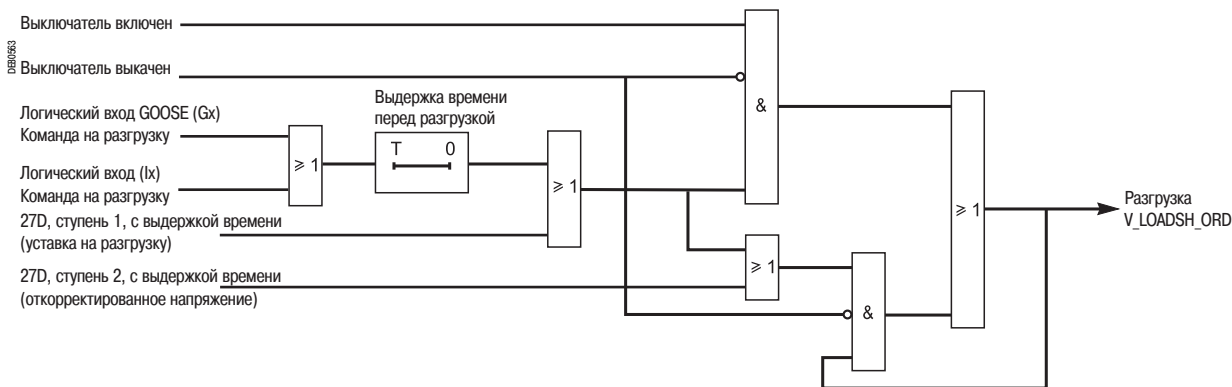 Выключатель включен
DE80563
Выключатель выкачен
Логический вход GOOSE (Gx)
Команда на разгрузку
Выдержка времени
перед разгрузкой
T 0
≥ 1
Логический вход (Ix)
Команда на разгрузку
≥ 1
&
27D, ступень 1, с выдержкой времени
(уставка на разгрузку)
≥ 1
27D, ступень 2, с выдержкой времени
(откорректированное напряжение)
&
≥ 1
Разгрузка
V_LOADSH_ORD